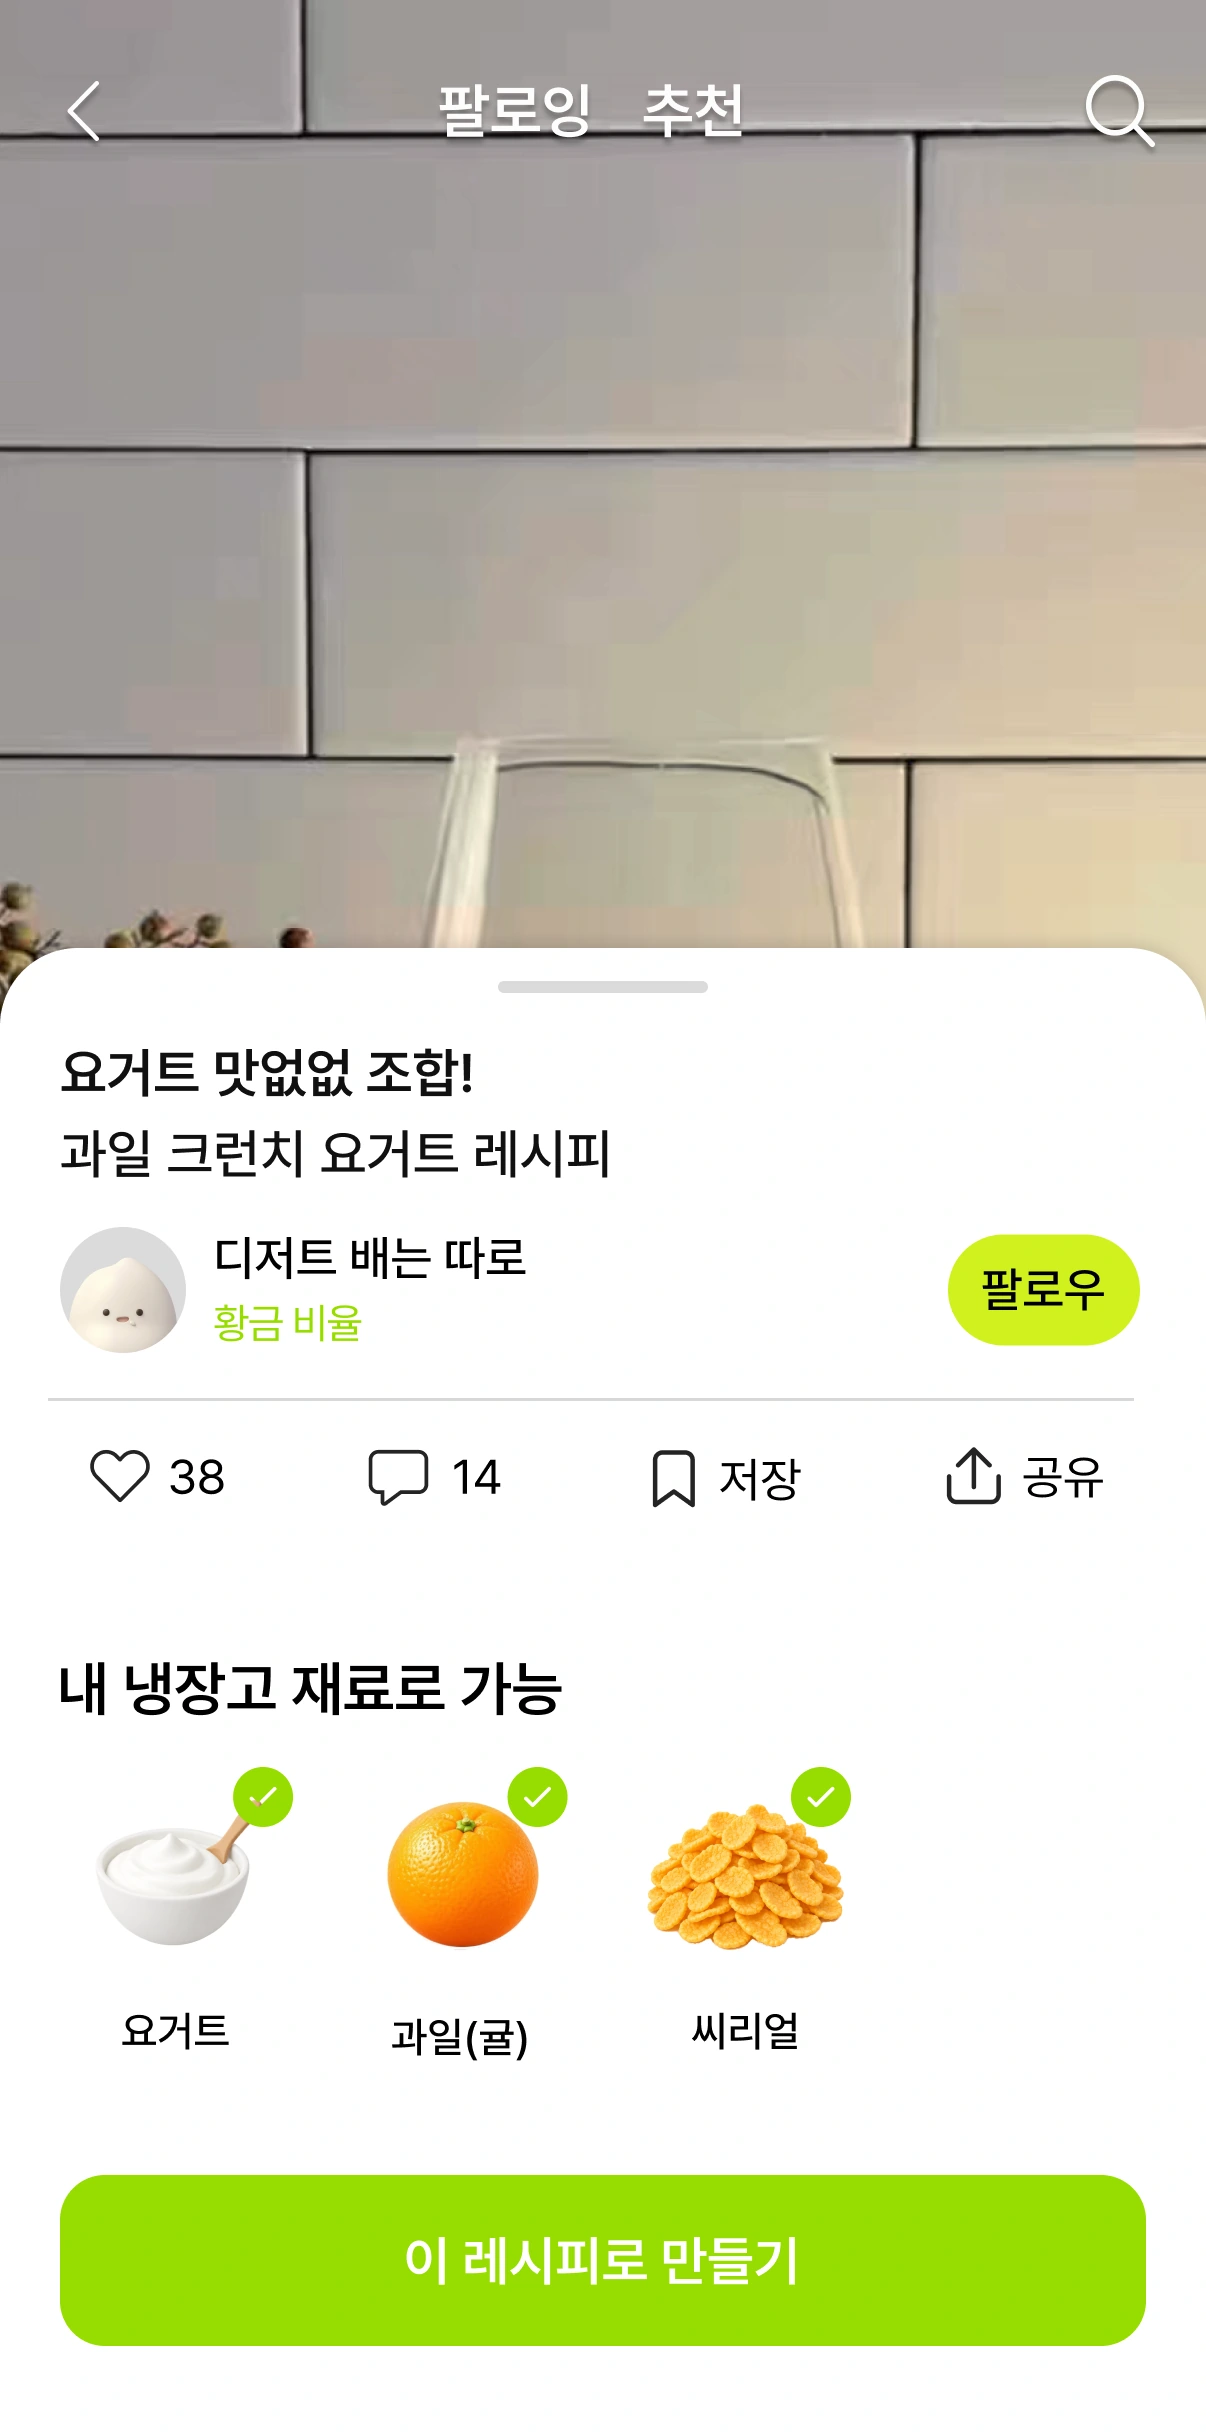 팔로잉 추천
요거트 맛없없 조합!
과일 크런치 요거트 레시피
디저트 배는 따로
황금 비율
팔로우
38 14 저장 공유
내 냉장고 재료로 가능
요거트 과일(귤) 씨리얼
이 레시피로 만들기